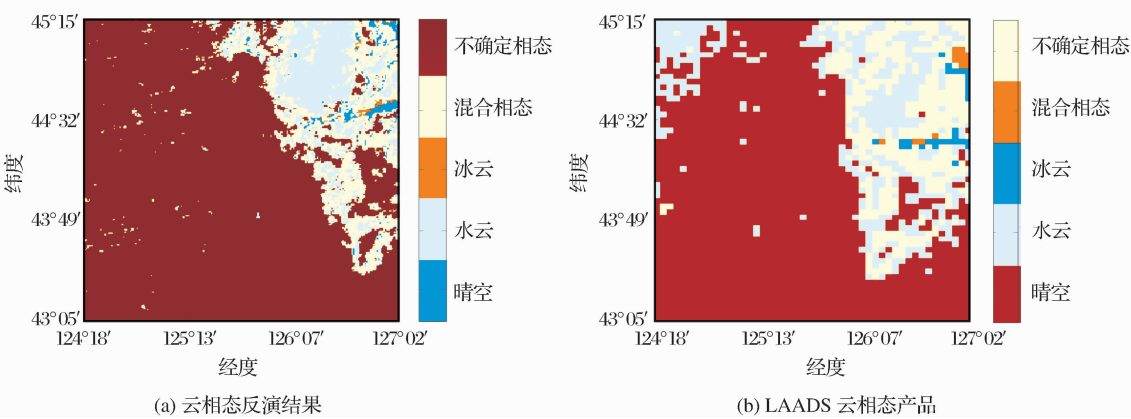 45°15′
44°32′
43°49′
43°05′
纬度
124°18′ 125°13′ 126°07′ 127°02′
经度
不确定相态
混合相态
冰云
水云
晴空
(a) 云相态反演结果
45°15′
44°32′
43°49′
43°05′
纬度
124°18′ 125°13′ 126°07′ 127°02′
经度
不确定相态
混合相态
冰云
水云
晴空
(b) LAADS 云相态产品